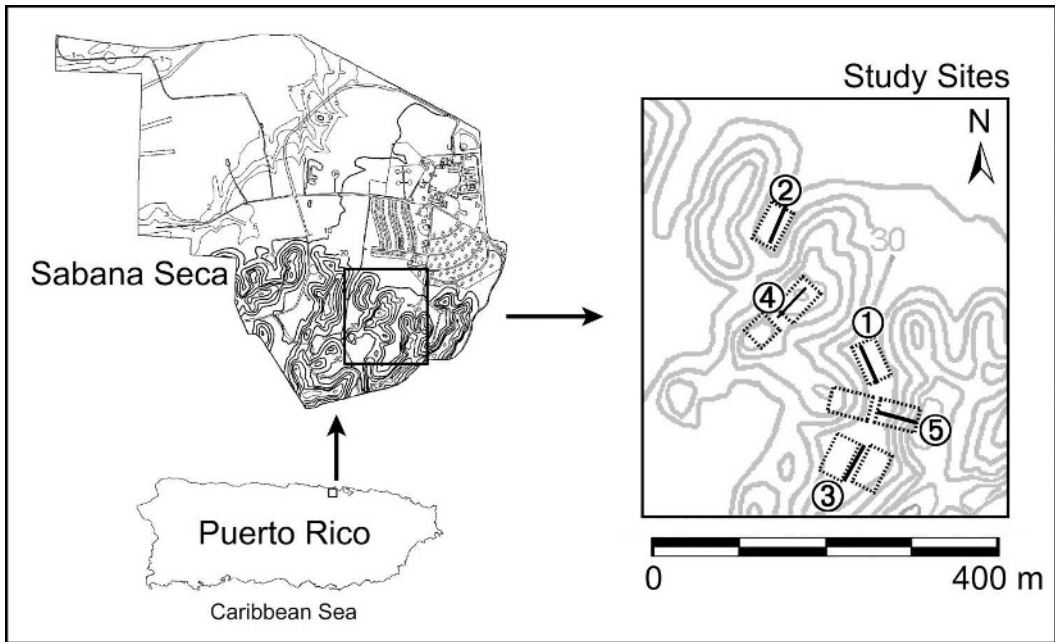 Study Sites
N
②
30
④
①
⑤
③
0
400 m
Sabana Seca
Puerto Rico
Caribbean Sea